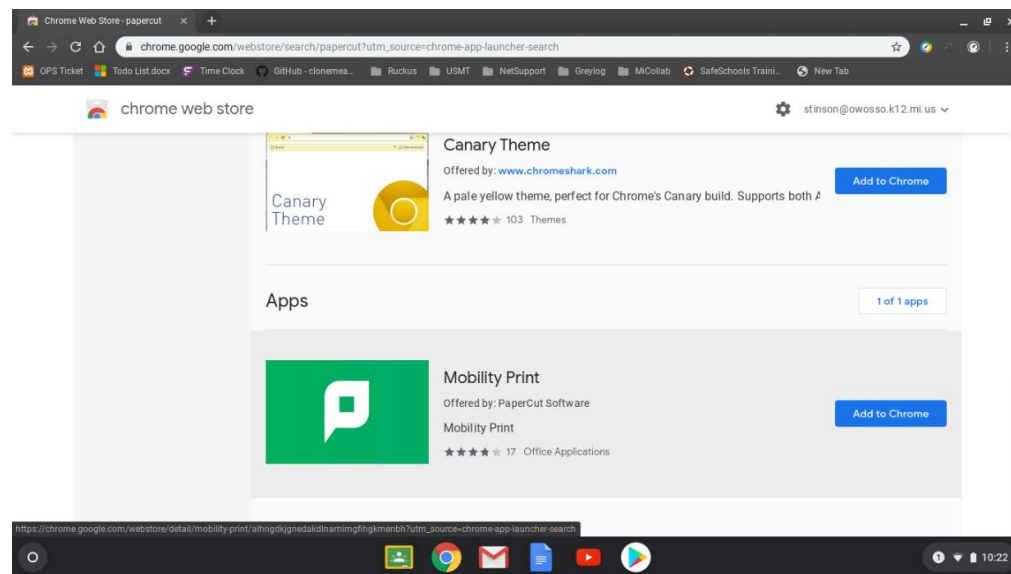 Chrome Web Store - papercut
chrome.google.com/webstore/search/papercut?utm_source=chrome-app-launcher-search
OPS Ticket Todo List.docx Time Clock GitHub - clonemea... Ruckus USMT NetSupport Greylog MiCollab SafeSchools Traini... New Tab
chrome web store
stinson@owosso.k12.mi.us
Canary Theme
Offered by: www.chromeshark.com
A pale yellow theme, perfect for Chrome's Canary build. Supports both
103 Themes
Add to Chrome
Canary
Theme
Apps
1 of 1 apps
Mobility Print
Offered by: PaperCut Software
Mobility Print
17 Office Applications
Add to Chrome
https://chrome.google.com/webstore/detail/mobility-print/alhngdkjgnedakdlnamimgfihgkmenbh?utm_source=chrome-app-launcher-search
1 10:22